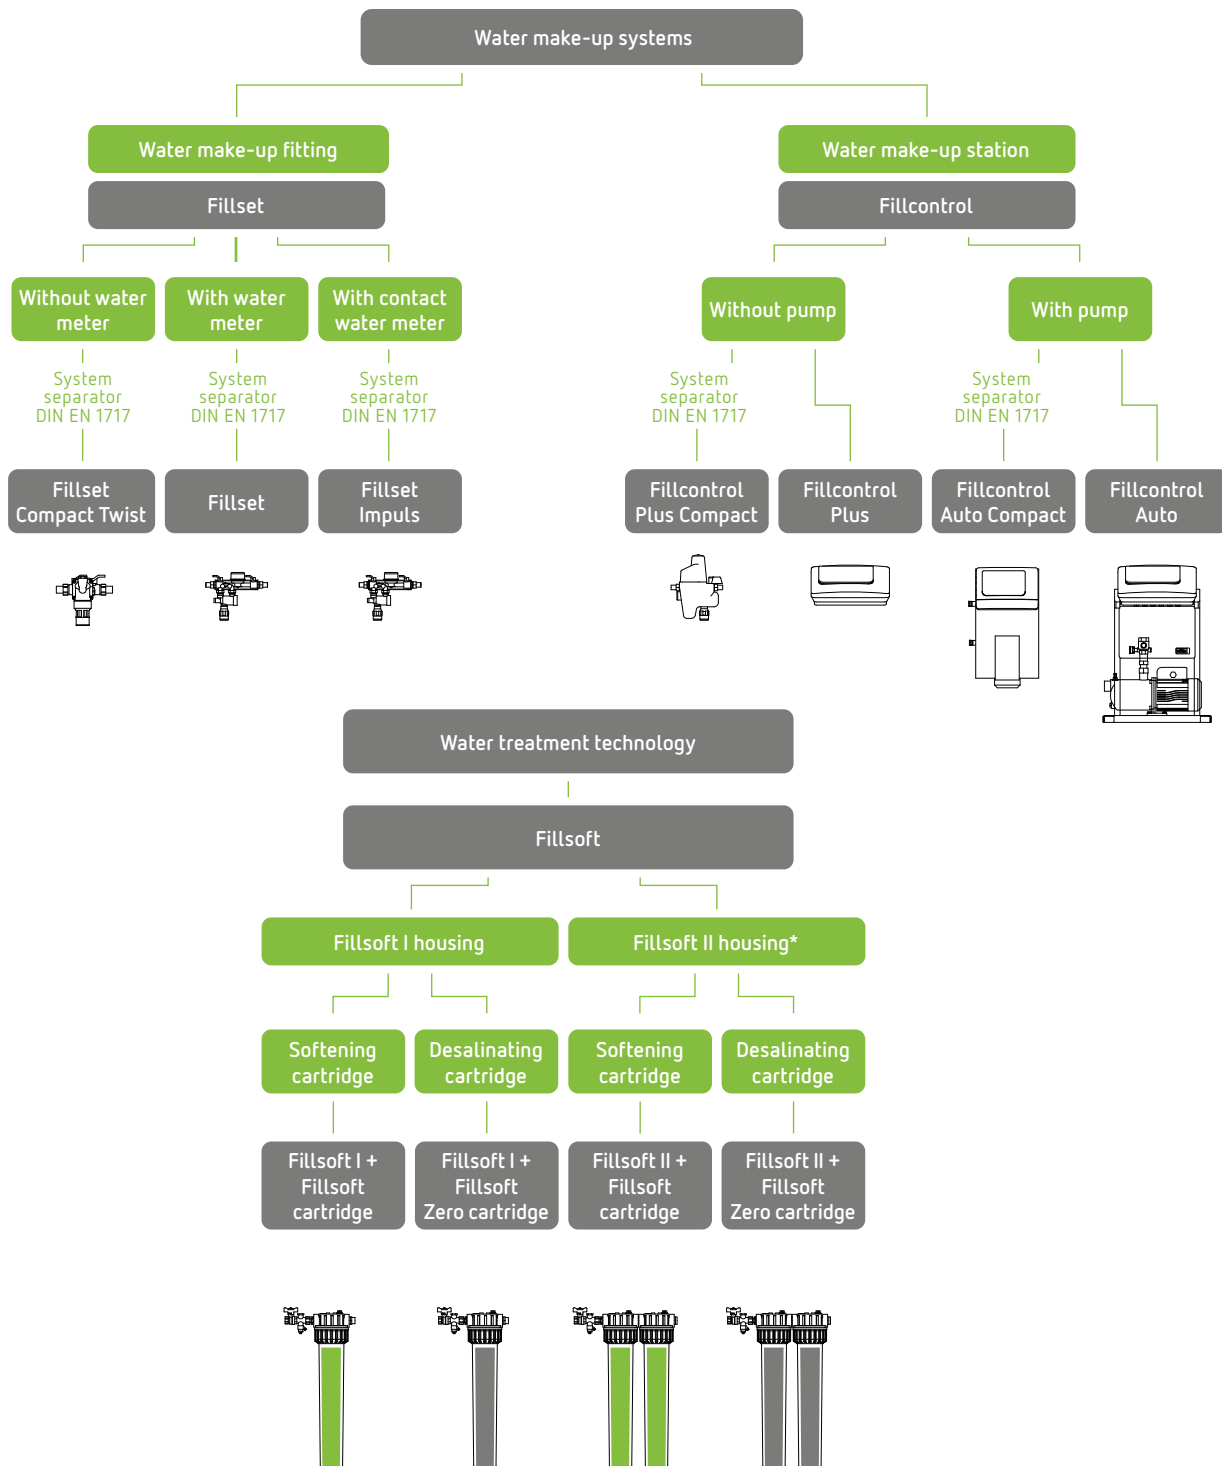 Water make-up systems
Water make-up fitting
Water make-up station
Fillset
Fillcontrol
Without water
meter
With water
meter
With contact
water meter
Without pump
With pump
System
separator
DIN EN 1717
System
separator
DIN EN 1717
System
separator
DIN EN 1717
System
separator
DIN EN 1717
System
separator
DIN EN 1717
Fillset
Compact Twist
Fillset
Fillset
Impuls
Fillcontrol
Plus Compact
Fillcontrol
Plus
Fillcontrol
Auto Compact
Fillcontrol
Auto
Water treatment technology
Fillsoft
Fillsoft I housing
Fillsoft II housing*
Softening
cartridge
Desalinating
cartridge
Softening
cartridge
Desalinating
cartridge
Fillsoft I +
Fillsoft
cartridge
Fillsoft I +
Fillsoft
Zero cartridge
Fillsoft II +
Fillsoft
cartridge
Fillsoft II +
Fillsoft
Zero cartridge